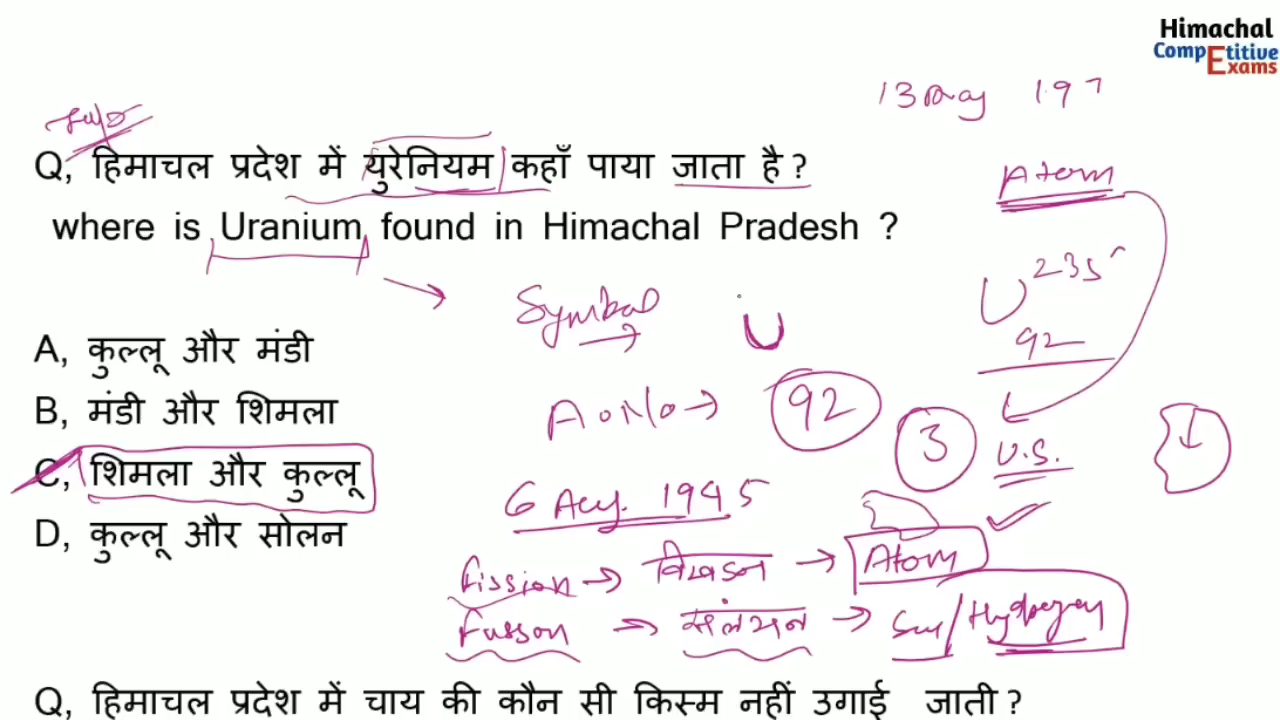 Himachal
CompEtitive
Exams
13 May 197
Q, हिमाचल प्रदेश में युरेनियम कहाँ पाया जाता है ?
Atom
where is Uranium found in Himachal Pradesh ?
U 235
92
Symbol U
A, कुल्लू और मंडी
A.No → 92
B, मंडी और शिमला
3 U.S.
C, शिमला और कुल्लू
6 Aug. 1945
D, कुल्लू और सोलन
Fission → विखंडन → Atom
Fusson → संलयन → Sun/Hydrogen
Q, हिमाचल प्रदेश में चाय की कौन सी किस्म नहीं उगाई जाती ?